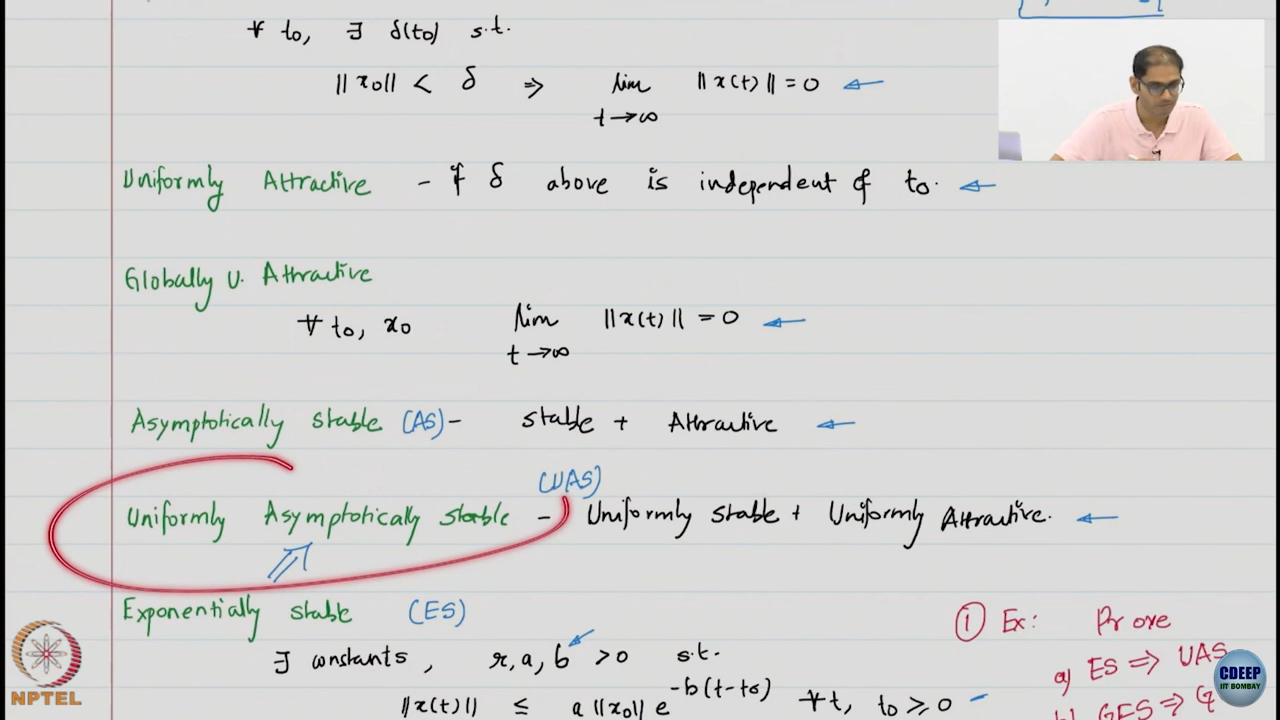 ∀ t₀, ∃ δ(t₀) s.t.
||x₀|| < δ ⇒ lim ||x(t)|| = 0
t→∞
Uniformly Attractive - if δ above is independent of t₀.
Globally U. Attractive
∀ t₀, x₀ lim ||x(t)|| = 0
t→∞
Asymptotically stable (AS) - stable + Attractive
(UAS)
Uniformly Asymptotically stable - Uniformly stable + Uniformly Attractive.
Exponentially stable (ES)
① Ex: Prove
∃ constants, r, a, b > 0 s.t.
a) ES ⇒ UAS
||x(t)|| ≤ a ||x₀|| e^{-b(t-t₀)} ∀ t, t₀ ≥ 0
b) GES ⇒ G
NPTEL
CDEEP
IIT BOMBAY